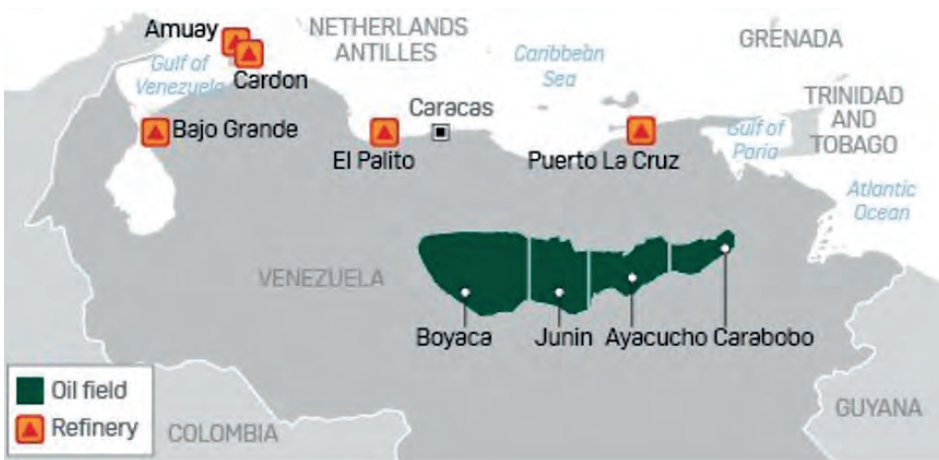 Amuay
NETHERLANDS
ANTILLES
GRENADA
Caribbean
Sea
Gulf of
Venezuela
Cardon
TRINIDAD
AND
TOBAGO
Caracas
Bajo Grande
El Palito
Puerto La Cruz
Gulf of
Paria
Atlantic
Ocean
VENEZUELA
Boyaca
Junin
Ayacucho
Carabobo
Oil field
Refinery
COLOMBIA
GUYANA